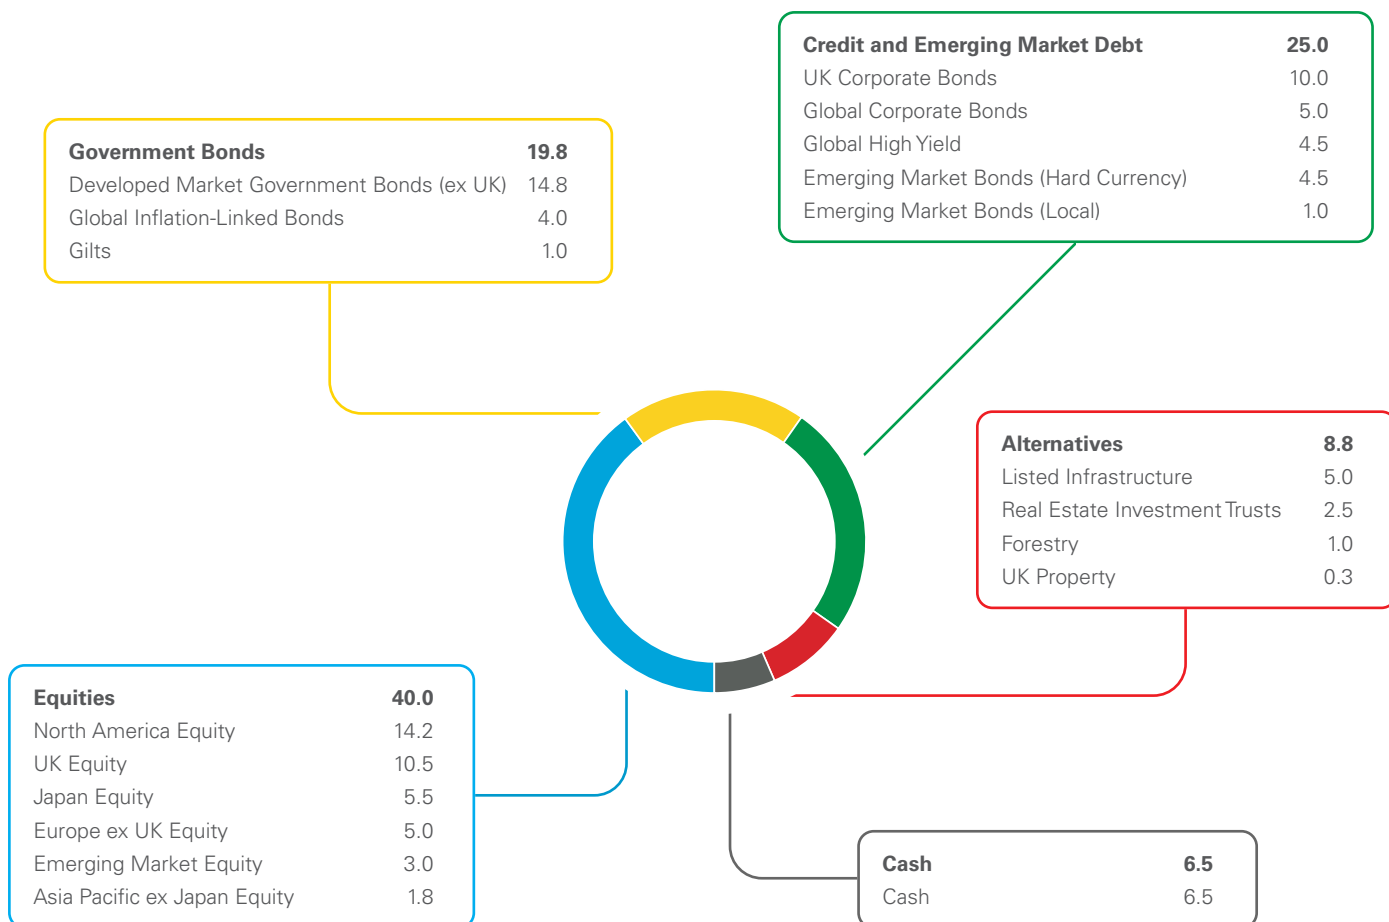 Credit and Emerging Market Debt 25.0
UK Corporate Bonds 10.0
Global Corporate Bonds 5.0
Global High Yield 4.5
Emerging Market Bonds (Hard Currency) 4.5
Emerging Market Bonds (Local) 1.0
Government Bonds 19.8
Developed Market Government Bonds (ex UK) 14.8
Global Inflation-Linked Bonds 4.0
Gilts 1.0
Alternatives 8.8
Listed Infrastructure 5.0
Real Estate Investment Trusts 2.5
Forestry 1.0
UK Property 0.3
Equities 40.0
North America Equity 14.2
UK Equity 10.5
Japan Equity 5.5
Europe ex UK Equity 5.0
Emerging Market Equity 3.0
Asia Pacific ex Japan Equity 1.8
Cash 6.5
Cash 6.5